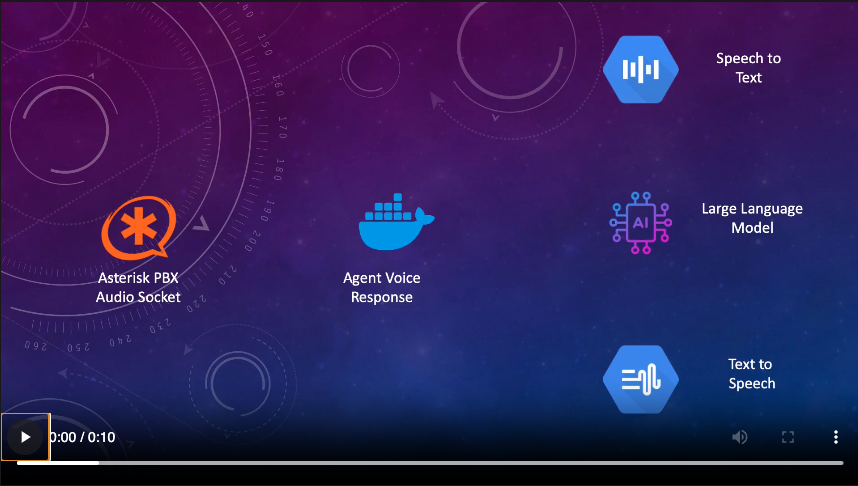 Speech to
Text
Large Language
Model
AI
Asterisk PBX
Audio Socket
Agent Voice
Response
Text to
Speech
0:00 / 0:10
150
160
170
180
190
200
210
220
230
240
250
260